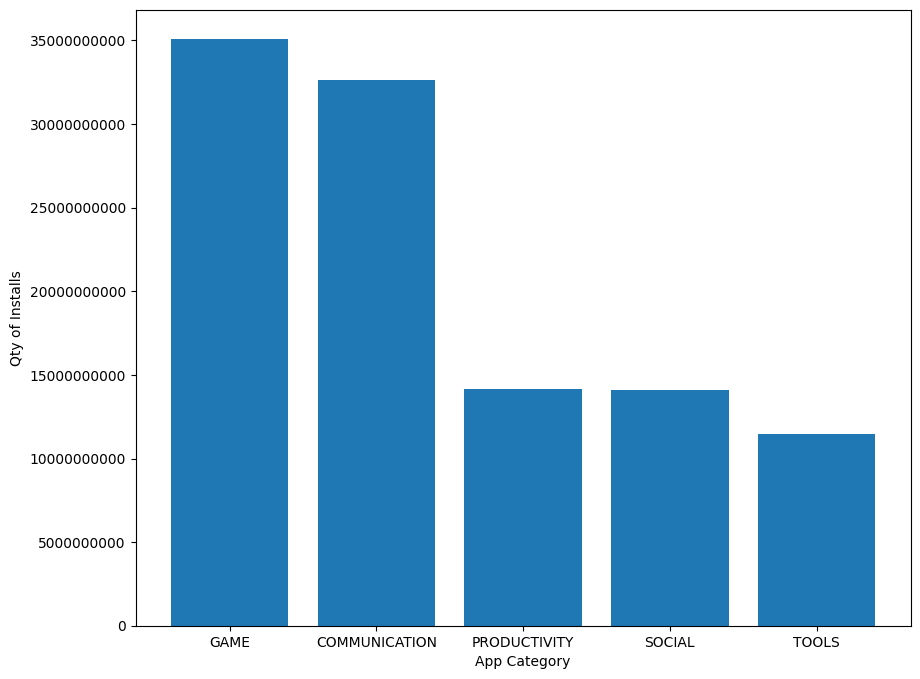 35000000000
30000000000
25000000000
20000000000
15000000000
10000000000
5000000000
0
Qty of Installs
GAME
COMMUNICATION
PRODUCTIVITY
SOCIAL
TOOLS
App Category